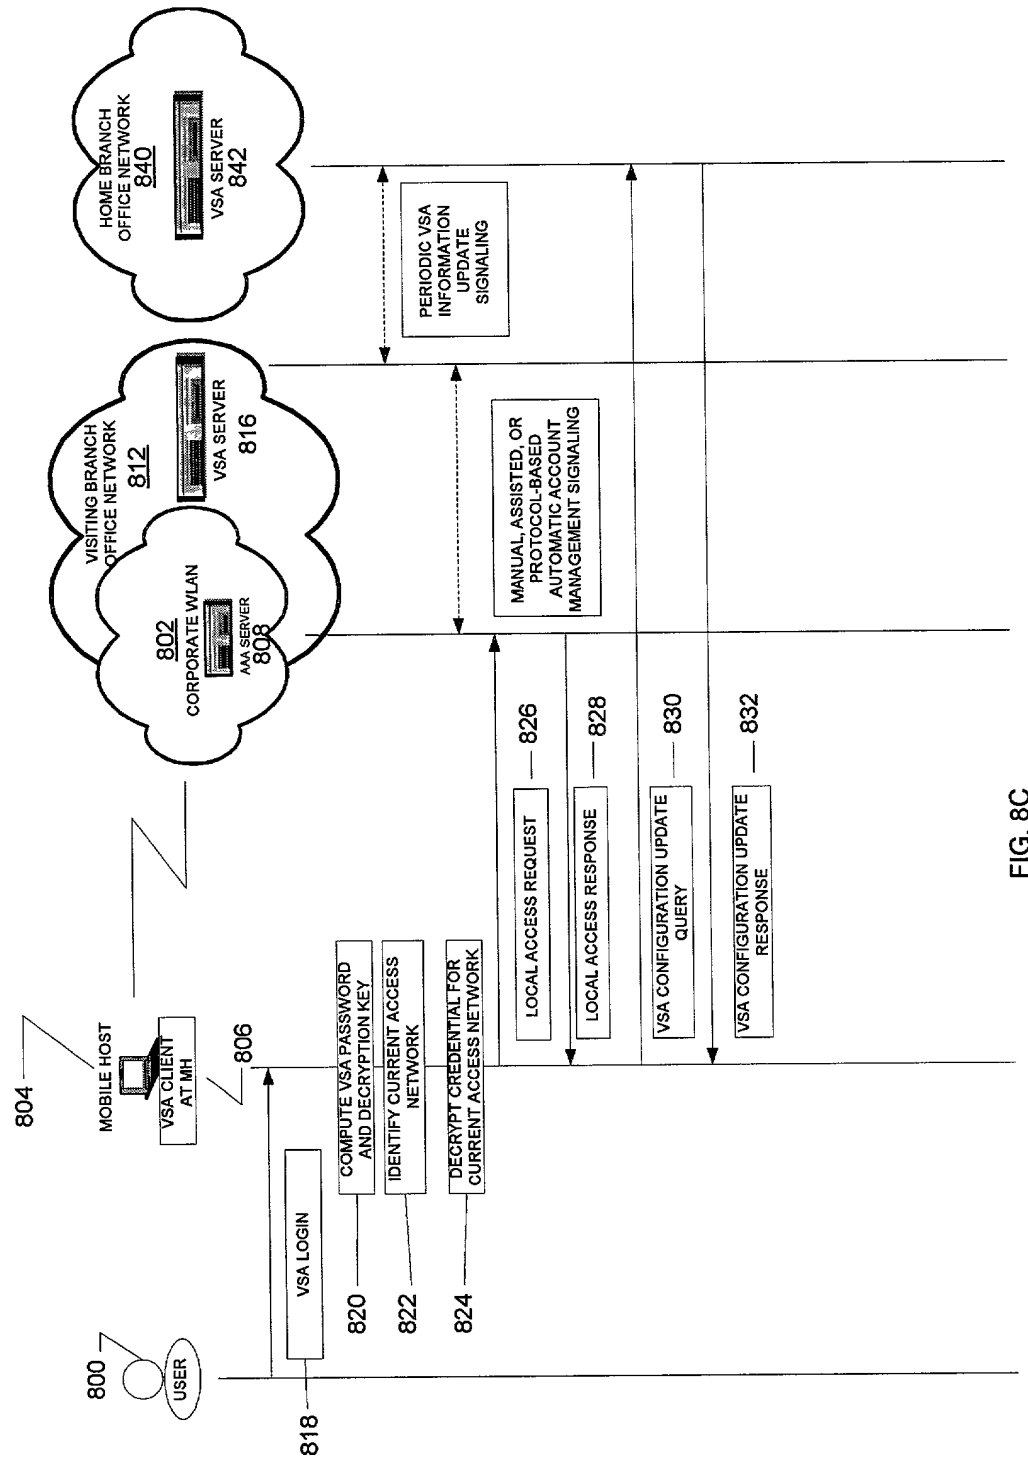 800
USER
804
MOBILE HOST
VSA CLIENT
AT MH
806
802
CORPORATE WLAN
AAA SERVER
808
VISITING BRANCH
OFFICE NETWORK
812
VSA SERVER
816
HOME BRANCH
OFFICE NETWORK
840
VSA SERVER
842
818
VSA LOGIN
820
COMPUTE VSA PASSWORD
AND DECRYPTION KEY
822
IDENTIFY CURRENT ACCESS
NETWORK
824
DECRYPT CREDENTIAL FOR
CURRENT ACCESS NETWORK
PERIODIC VSA
INFORMATION
UPDATE
SIGNALING
MANUAL, ASSISTED, OR
PROTOCOL-BASED
AUTOMATIC ACCOUNT
MANAGEMENT SIGNALING
LOCAL ACCESS REQUEST
826
LOCAL ACCESS RESPONSE
828
VSA CONFIGURATION UPDATE
QUERY
830
VSA CONFIGURATION UPDATE
RESPONSE
832
FIG. 8C